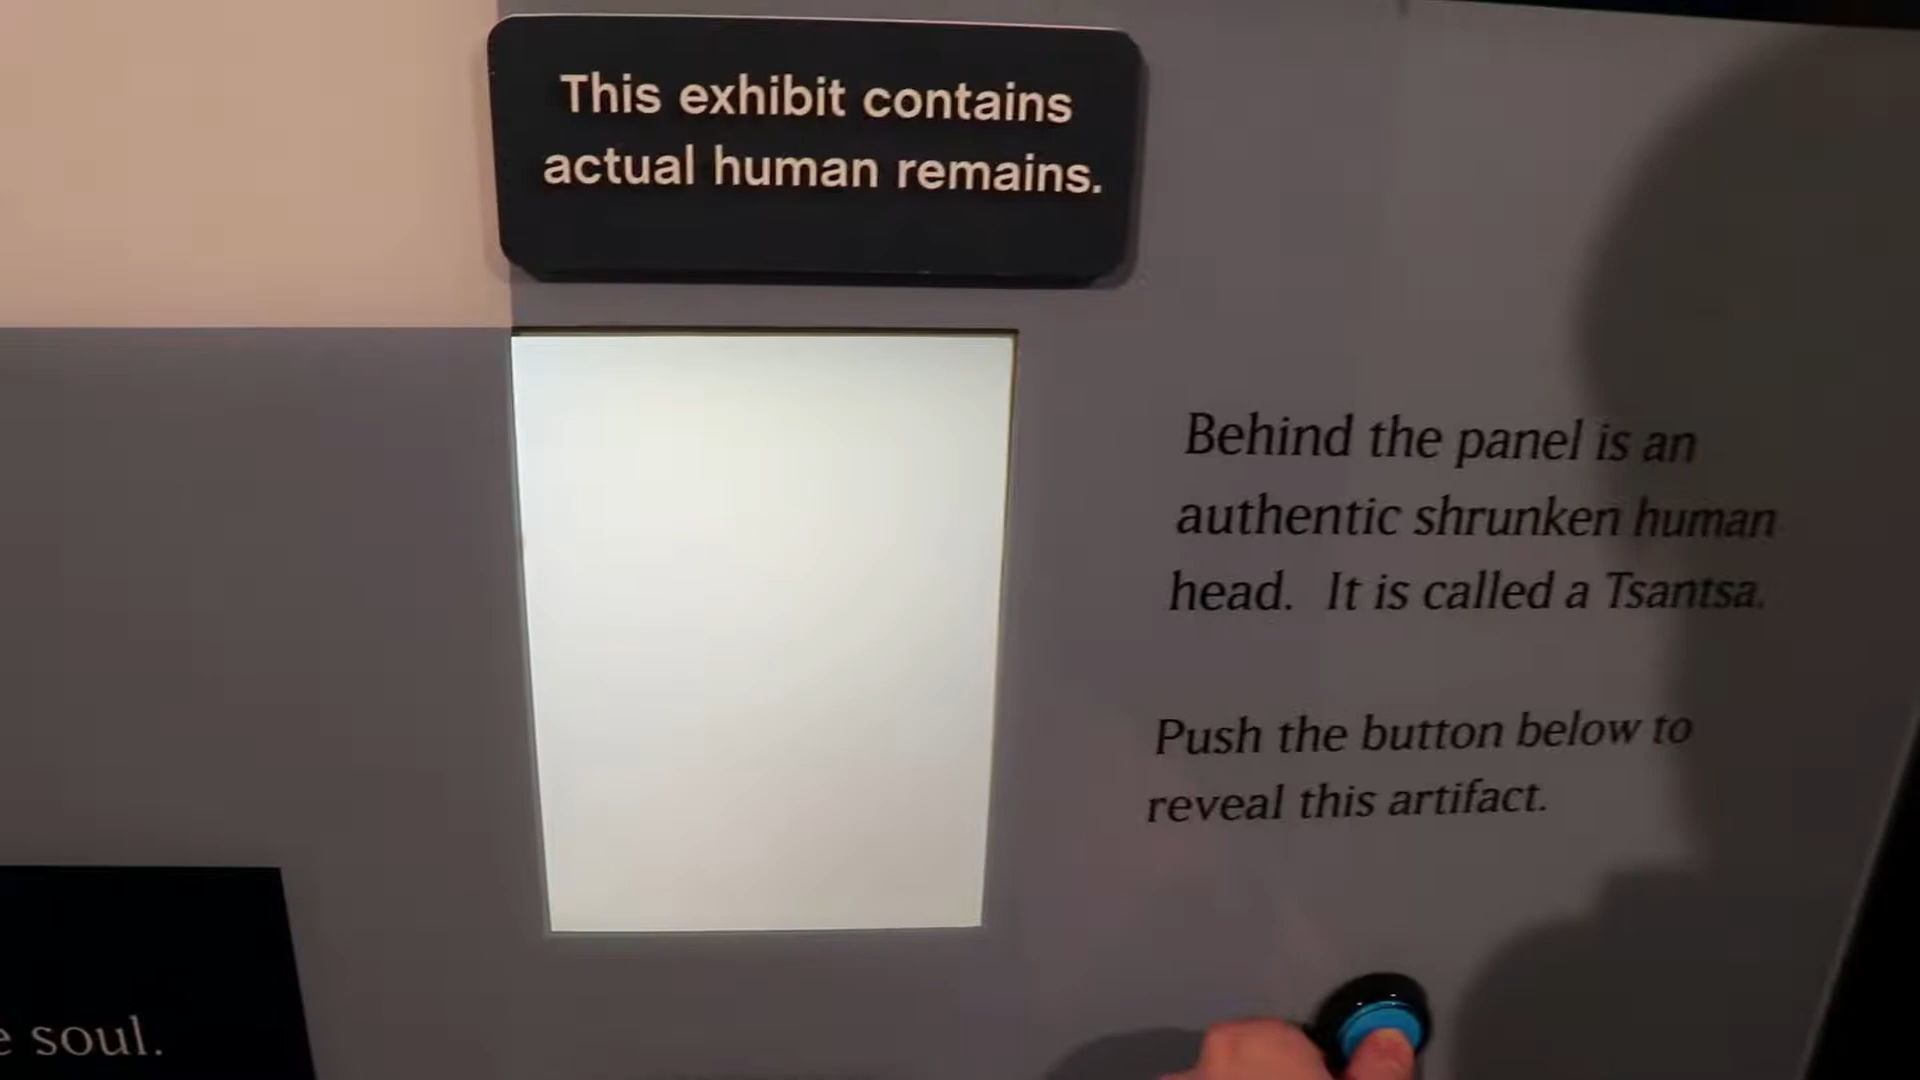 This exhibit contains
actual human remains.
Behind the panel is an
authentic shrunken human
head. It is called a Tsantsa.
Push the button below to
reveal this artifact.
soul.